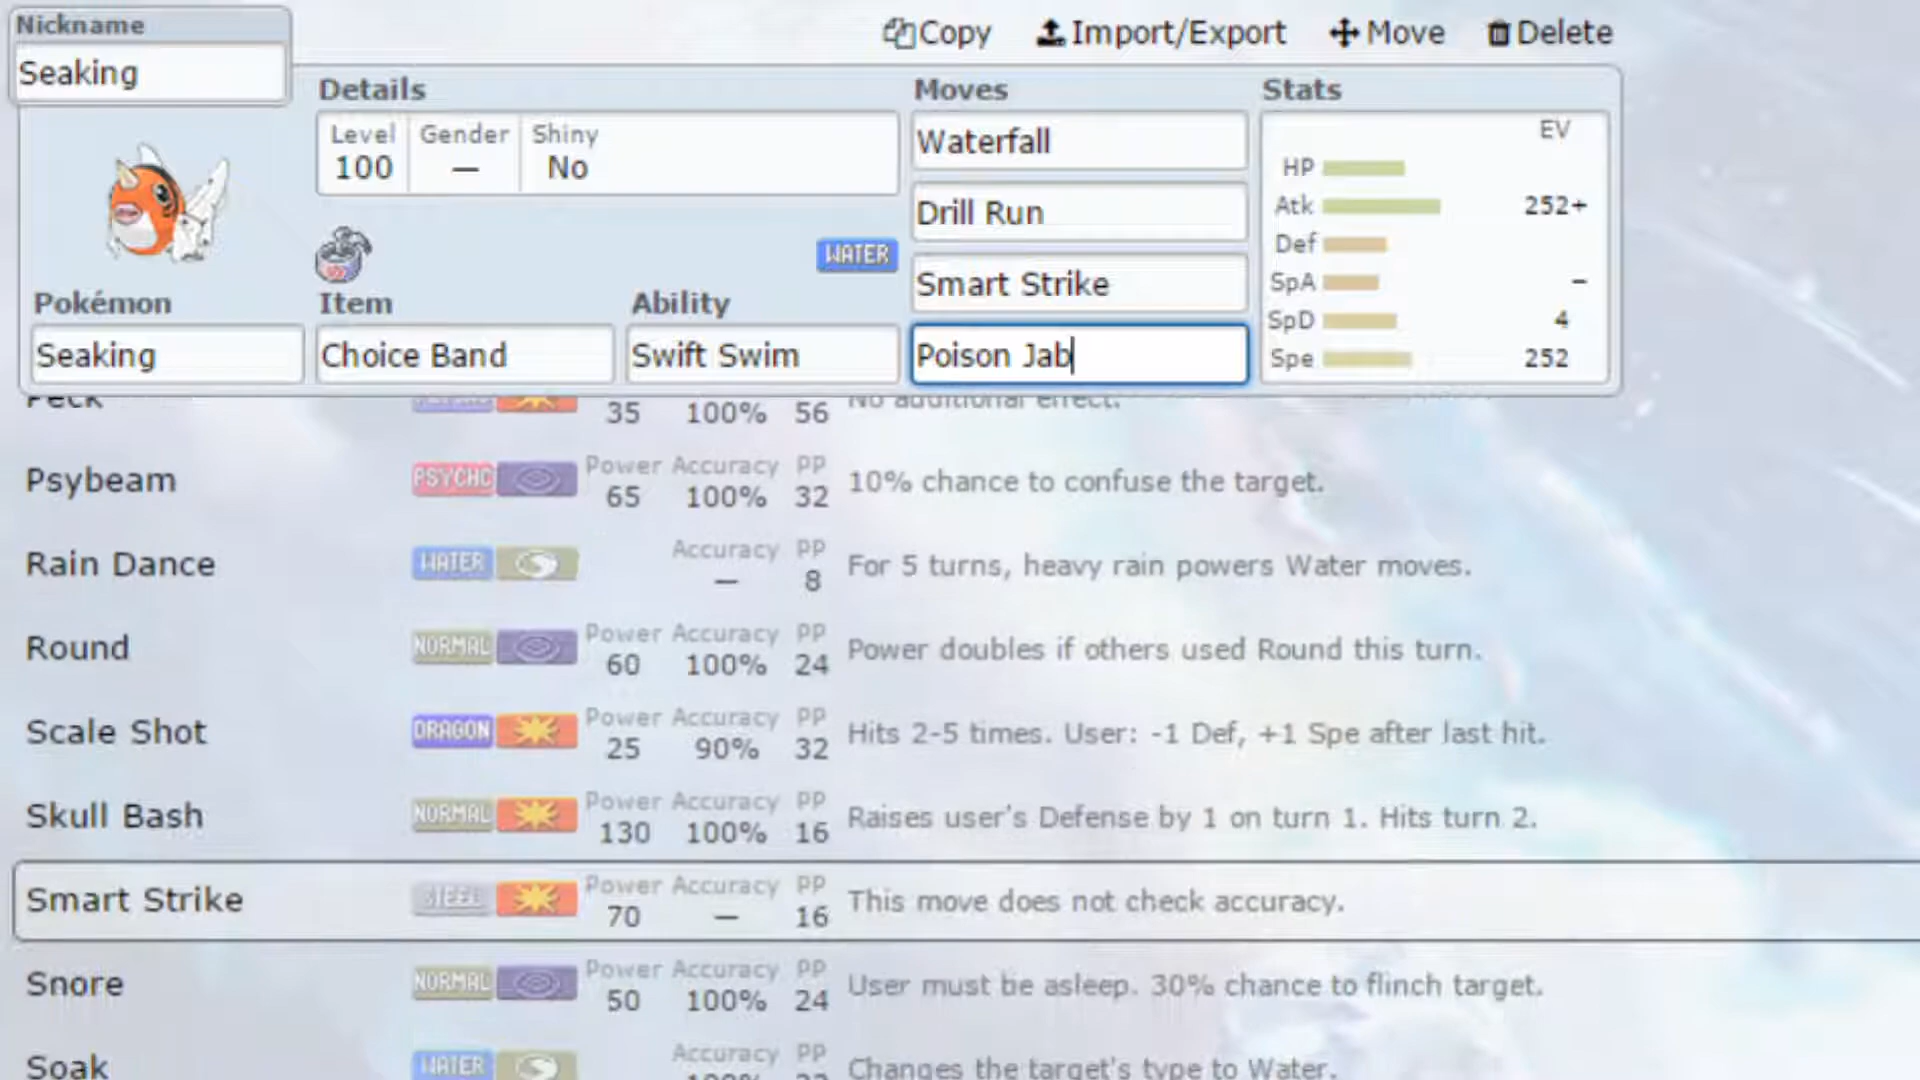 Nickname
Seaking
Copy Import/Export Move Delete
Details
Level Gender Shiny
100 — No
WATER
Pokémon Item Ability
Seaking Choice Band Swift Swim
Moves
Waterfall
Drill Run
Smart Strike
Poison Jab
Stats
EV
HP
Atk 252+
Def
SpA –
SpD 4
Spe 252
Peck 35 100% 56 No additional effect.
Psybeam PSYCHC Power Accuracy PP 65 100% 32 10% chance to confuse the target.
Rain Dance WATER Accuracy PP — 8 For 5 turns, heavy rain powers Water moves.
Round NORMAL Power Accuracy PP 60 100% 24 Power doubles if others used Round this turn.
Scale Shot DRAGON Power Accuracy PP 25 90% 32 Hits 2-5 times. User: -1 Def, +1 Spe after last hit.
Skull Bash NORMAL Power Accuracy PP 130 100% 16 Raises user's Defense by 1 on turn 1. Hits turn 2.
Smart Strike STEEL Power Accuracy PP 70 — 16 This move does not check accuracy.
Snore NORMAL Power Accuracy PP 50 100% 24 User must be asleep. 30% chance to flinch target.
Soak WATER Accuracy PP 100% Changes the target's type to Water.